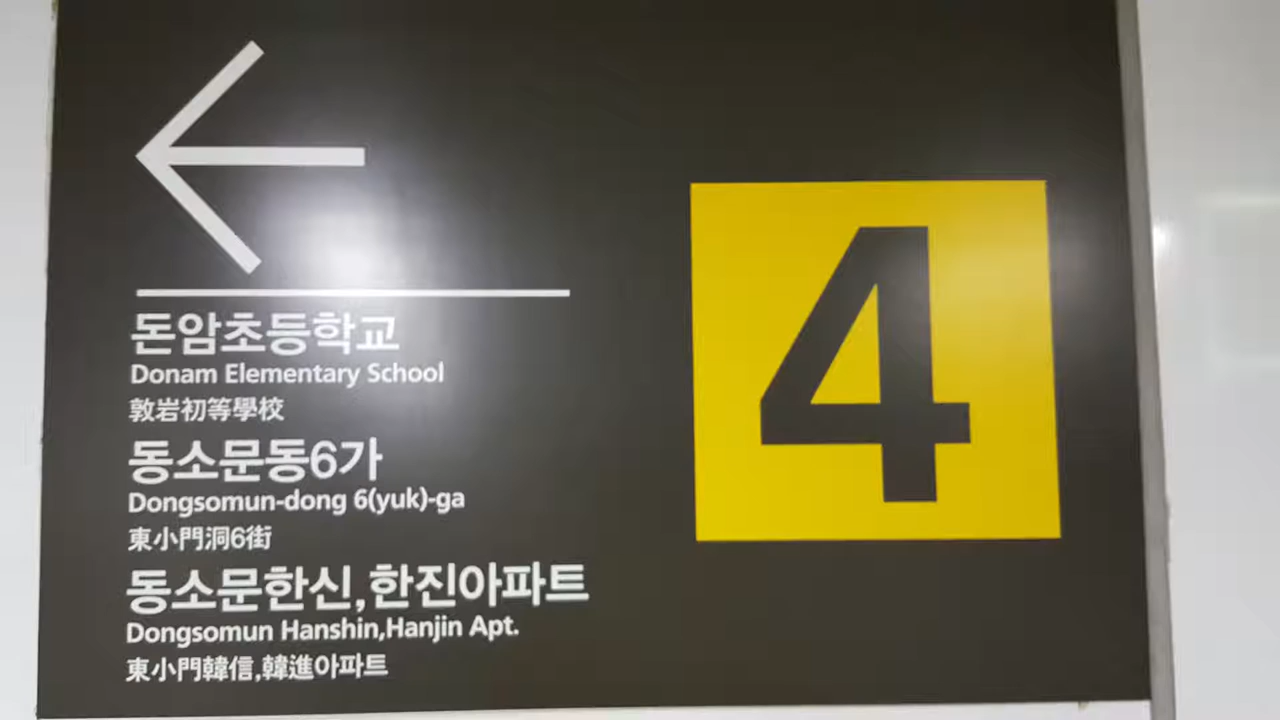 돈암초등학교
Donam Elementary School
敦岩初等學校
동소문동6가
Dongsomun-dong 6(yuk)-ga
東小門洞6街
동소문한신,한진아파트
Dongsomun Hanshin,Hanjin Apt.
東小門韓信,韓進아파트
4